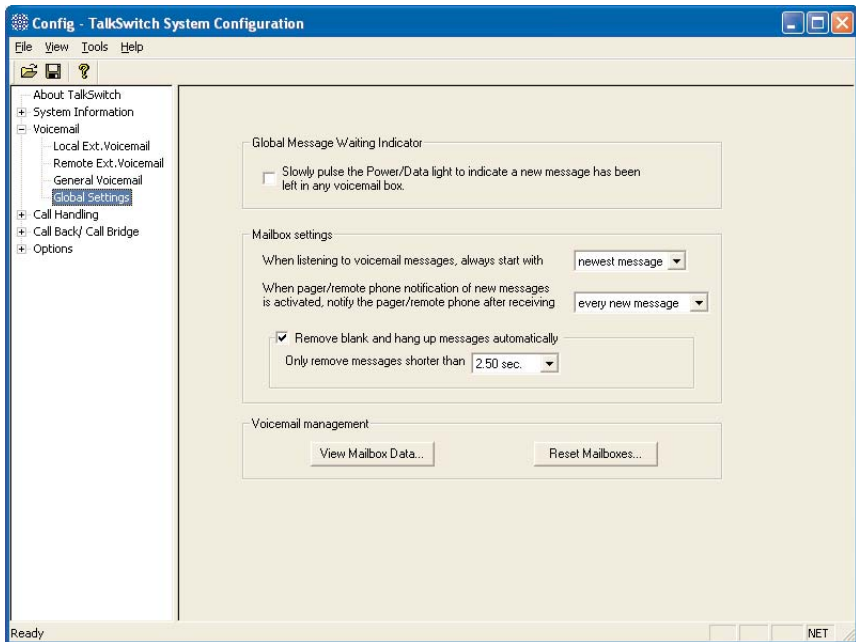 Config - TalkSwitch System Configuration
File View Tools Help
About TalkSwitch
System Information
Voicemail
Local Ext.Voicemail
Remote Ext.Voicemail
General Voicemail
Global Settings
Call Handling
Call Back/ Call Bridge
Options
Global Message Waiting Indicator
Slowly pulse the Power/Data light to indicate a new message has been
left in any voicemail box.
Mailbox settings
When listening to voicemail messages, always start with newest message
When pager/remote phone notification of new messages
is activated, notify the pager/remote phone after receiving every new message
Remove blank and hang up messages automatically
Only remove messages shorter than 2.50 sec.
Voicemail management
View Mailbox Data... Reset Mailboxes...
Ready NET